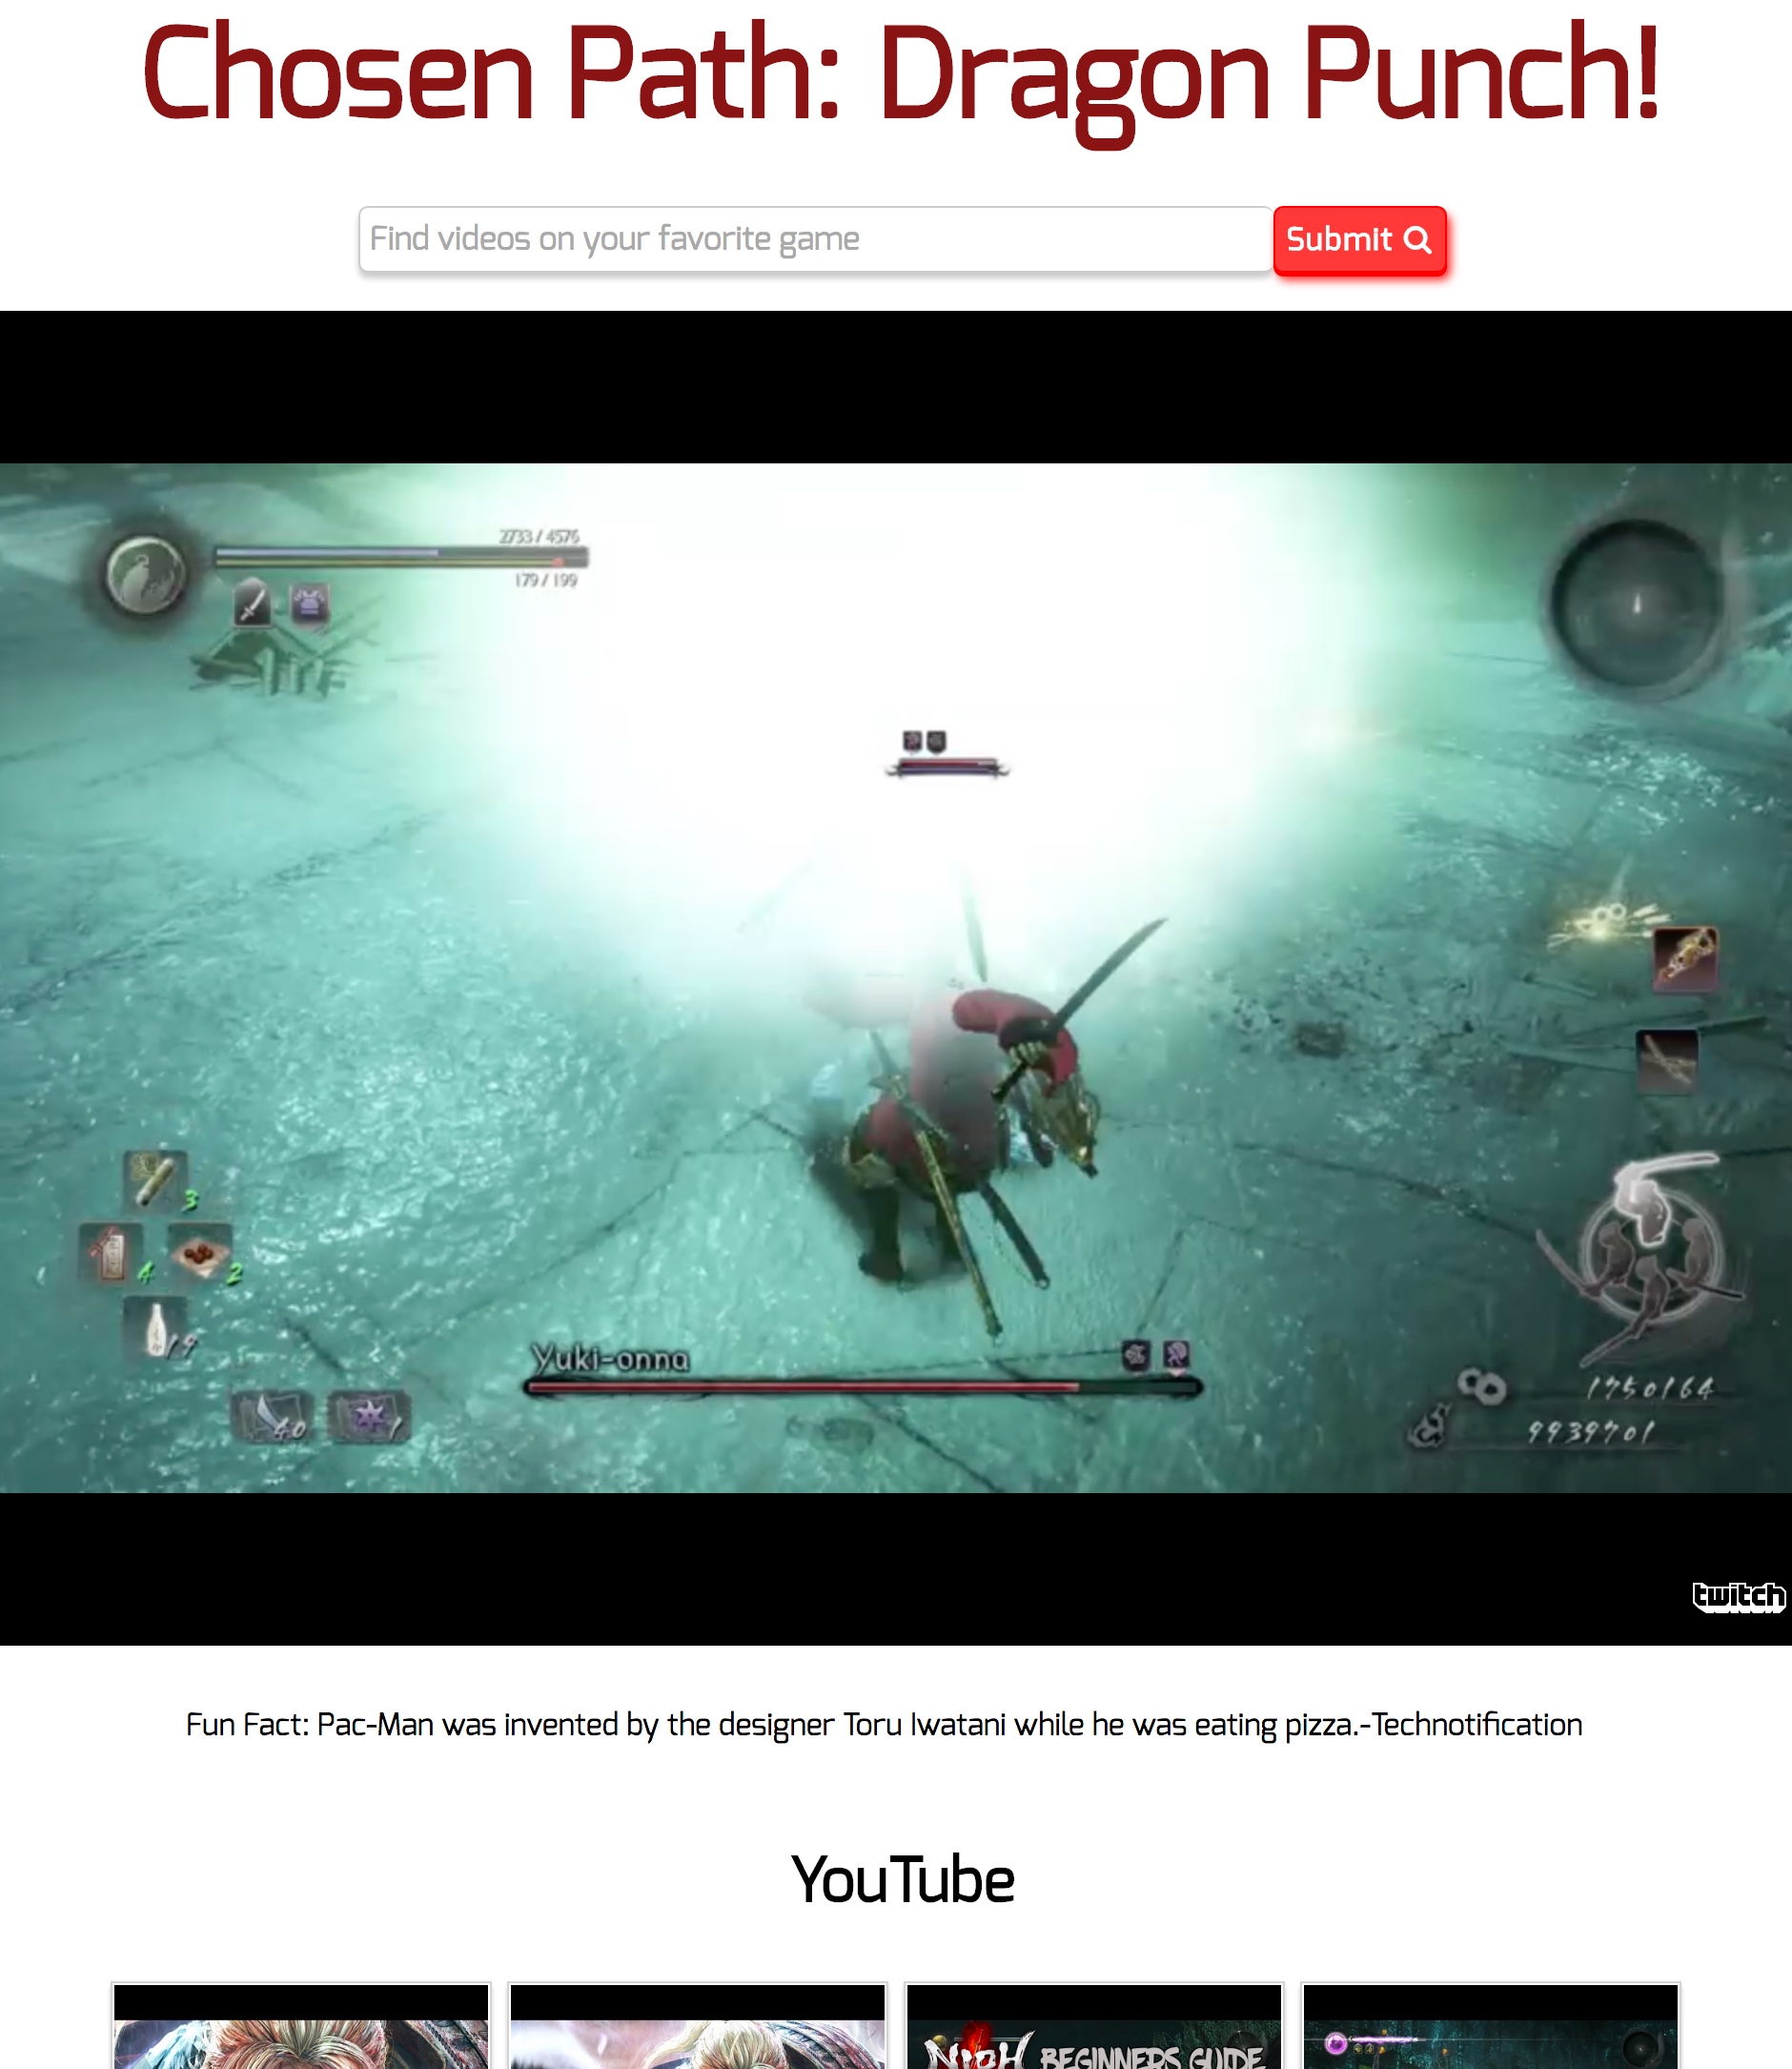 Chosen Path: Dragon Punch!
Find videos on your favorite game
Submit
2733 / 4576
179 / 199
3
4
2
19
Yuki-onna
40
1
1750164
9939701
twitch
Fun Fact: Pac-Man was invented by the designer Toru Iwatani while he was eating pizza.-Technotification
YouTube
NIOH BEGINNERS GUIDE